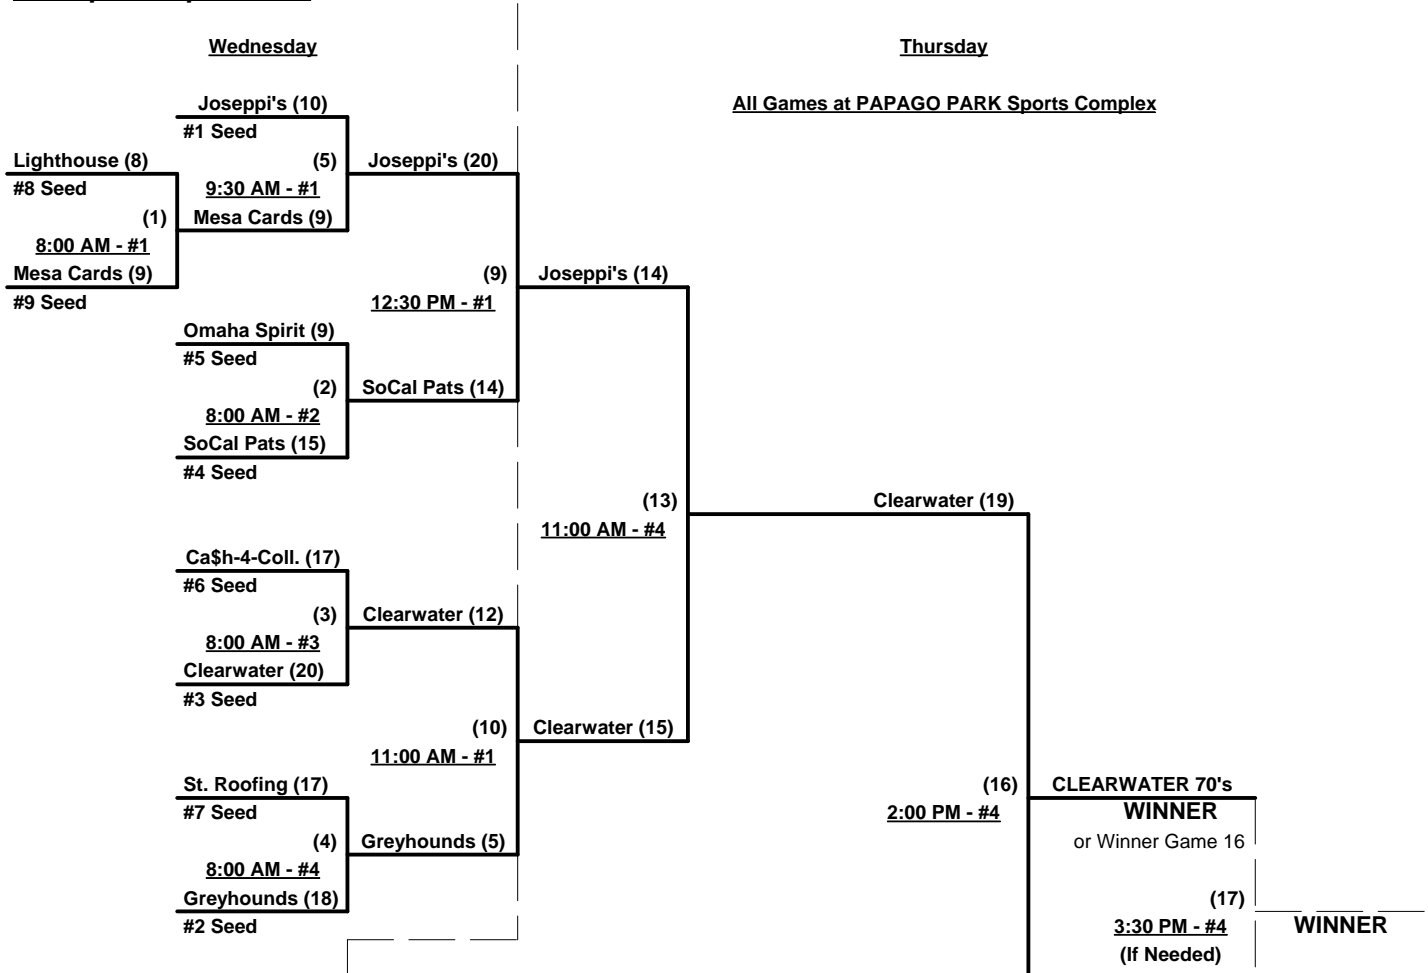 Wednesday
Thursday
All Games at PAPAGO PARK Sports Complex
Joseppi's (10)
#1 Seed
Lighthouse (8)
#8 Seed
(5)
9:30 AM - #1
Joseppi's (20)
(1)
8:00 AM - #1
Mesa Cards (9)
Mesa Cards (9)
#9 Seed
(9)
12:30 PM - #1
Joseppi's (14)
Omaha Spirit (9)
#5 Seed
(2)
8:00 AM - #2
SoCal Pats (14)
SoCal Pats (15)
#4 Seed
(13)
11:00 AM - #4
Clearwater (19)
Ca$h-4-Coll. (17)
#6 Seed
(3)
8:00 AM - #3
Clearwater (12)
Clearwater (20)
#3 Seed
(10)
11:00 AM - #1
Clearwater (15)
St. Roofing (17)
#7 Seed
(16)
2:00 PM - #4
CLEARWATER 70's
WINNER
or Winner Game 16
(4)
8:00 AM - #4
Greyhounds (5)
Greyhounds (18)
#2 Seed
(17)
3:30 PM - #4
(If Needed)
WINNER